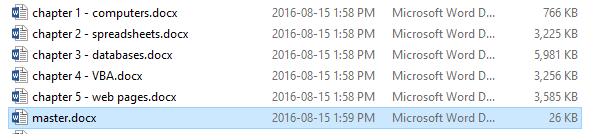 chapter 1 - computers.docx 2016-08-15 1:58 PM Microsoft Word D... 766 KB
chapter 2 - spreadsheets.docx 2016-08-15 1:58 PM Microsoft Word D... 3,225 KB
chapter 3 - databases.docx 2016-08-15 1:58 PM Microsoft Word D... 5,981 KB
chapter 4 - VBA.docx 2016-08-15 1:58 PM Microsoft Word D... 3,256 KB
chapter 5 - web pages.docx 2016-08-15 1:58 PM Microsoft Word D... 3,585 KB
master.docx 2016-08-15 1:59 PM Microsoft Word D... 26 KB